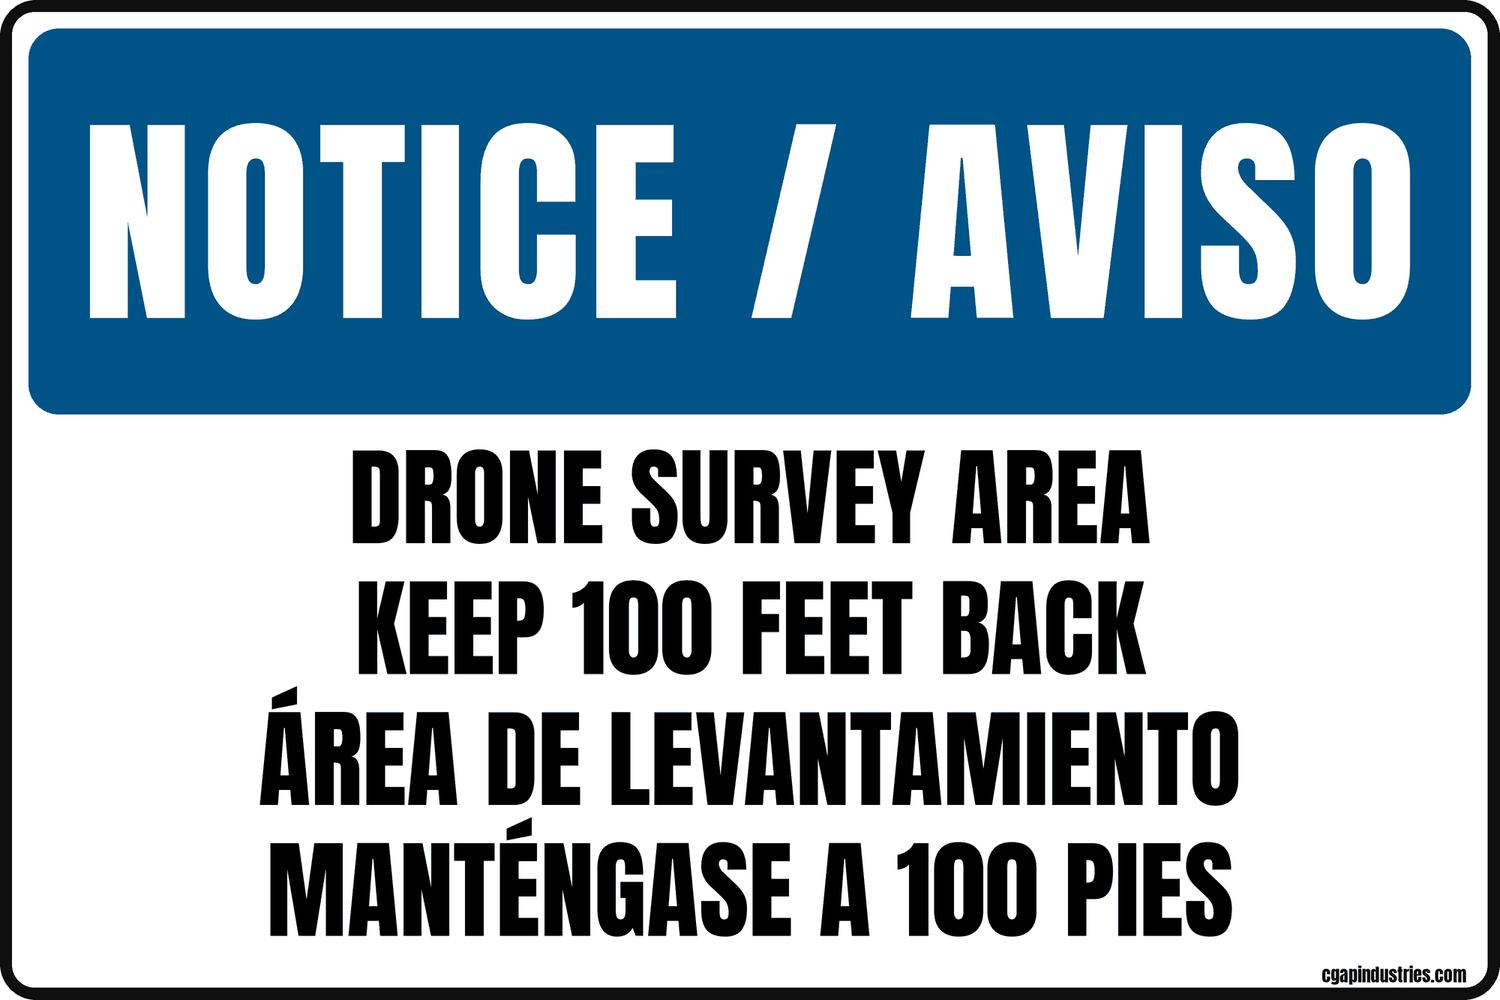 NOTICE / AVISO
DRONE SURVEY AREA
KEEP 100 FEET BACK
ÁREA DE LEVANTAMIENTO
MANTÉNGASE A 100 PIES
cgapindustries.com